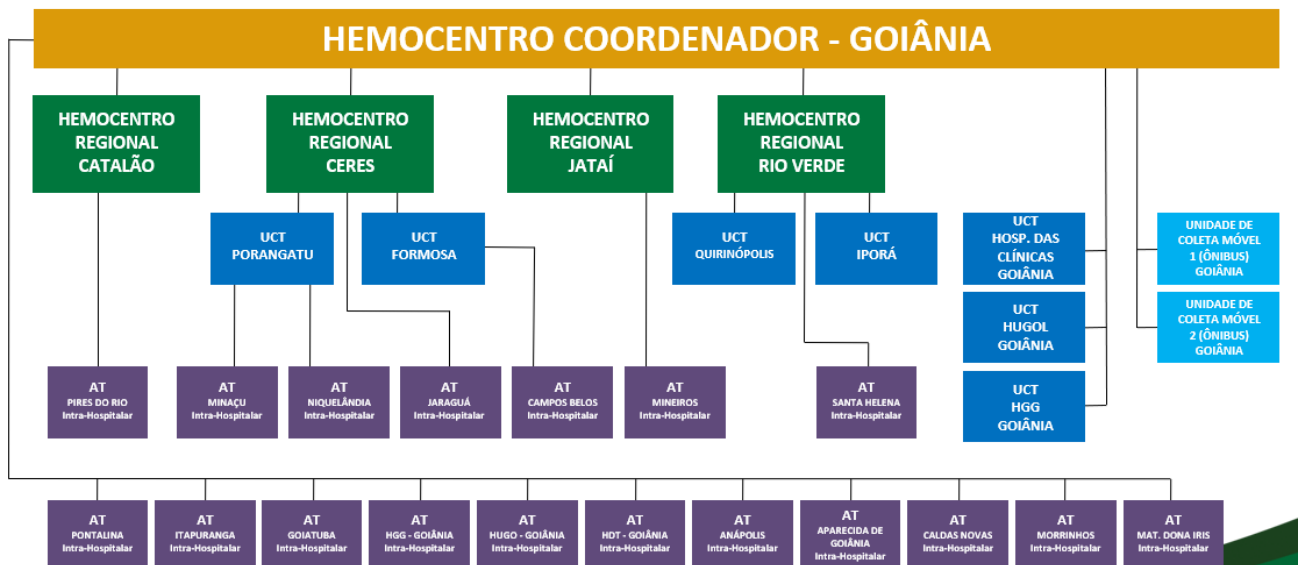 HEMOCENTRO COORDENADOR - GOIÂNIA
HEMOCENTRO
REGIONAL
CATALÃO
HEMOCENTRO
REGIONAL
CERES
HEMOCENTRO
REGIONAL
JATAÍ
HEMOCENTRO
REGIONAL
RIO VERDE
UCT
PORANGATU
UCT
FORMOSA
UCT
QUIRINÓPOLIS
UCT
IPORÁ
UCT
HOSP. DAS
CLÍNICAS
GOIÂNIA
UNIDADE DE
COLETA MÓVEL
1 (ÔNIBUS)
GOIÂNIA
UCT
HUGOL
GOIÂNIA
UNIDADE DE
COLETA MÓVEL
2 (ÔNIBUS)
GOIÂNIA
AT
PIRES DO RIO
Intra-Hospitalar
AT
MINAÇU
Intra-Hospitalar
AT
NIQUELÂNDIA
Intra-Hospitalar
AT
JARAGUÁ
Intra-Hospitalar
AT
CAMPOS BELOS
Intra-Hospitalar
AT
MINEIROS
Intra-Hospitalar
AT
SANTA HELENA
Intra-Hospitalar
UCT
HGG
GOIÂNIA
AT
PONTALINA
Intra-Hospitalar
AT
ITAPURANGA
Intra-Hospitalar
AT
GOIATUBA
Intra-Hospitalar
AT
HGG - GOIÂNIA
Intra-Hospitalar
AT
HUGO - GOIÂNIA
Intra-Hospitalar
AT
HDT - GOIÂNIA
Intra-Hospitalar
AT
ANÁPOLIS
Intra-Hospitalar
AT
APARECIDA DE
GOIÂNIA
Intra-Hospitalar
AT
CALDAS NOVAS
Intra-Hospitalar
AT
MORRINHOS
Intra-Hospitalar
AT
MAT. DONA IRIS
Intra-Hospitalar